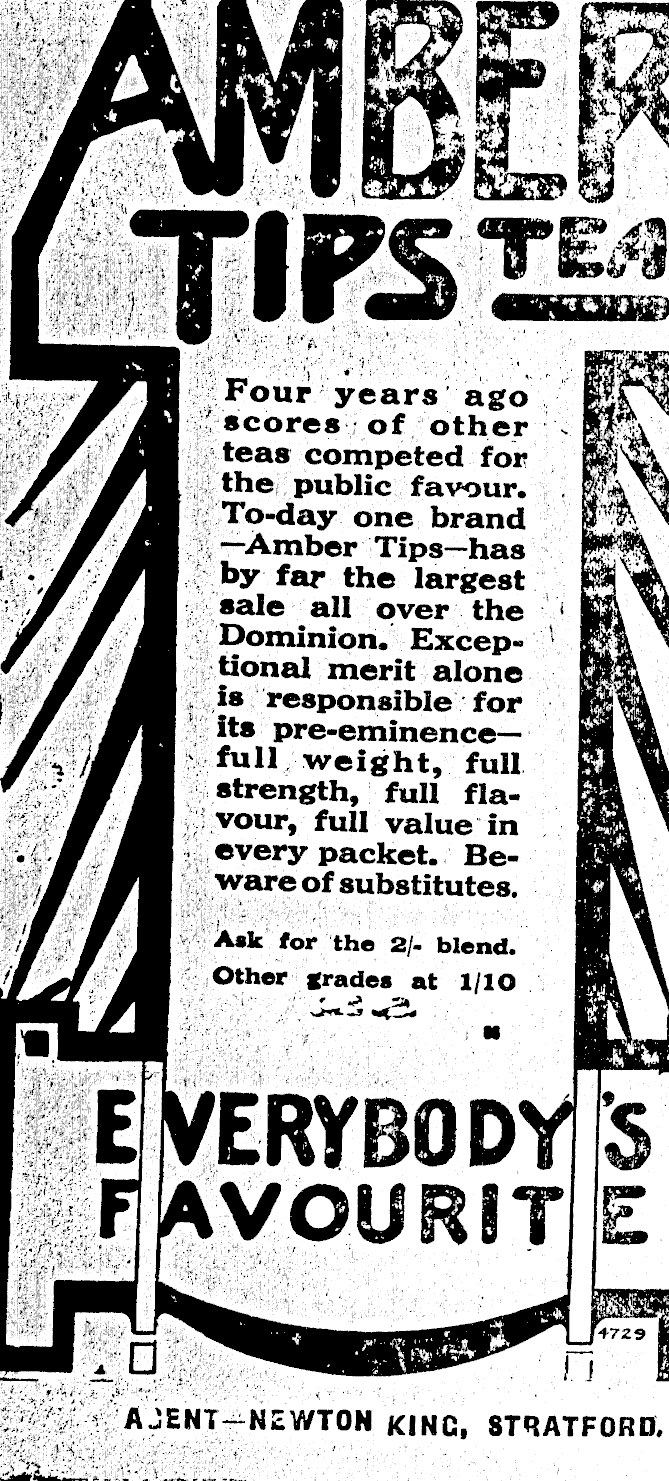 AMBER
TIPS TEA
Four years ago
scores of other
teas competed for
the public favour.
To-day one brand
—Amber Tips—has
by far the largest
sale all over the
Dominion. Excep-
tional merit alone
is responsible for
its pre-eminence—
full weight, full
strength, full fla-
vour, full value in
every packet. Be-
ware of substitutes.
Ask for the 2/- blend.
Other grades at 1/10
EVERYBODY'S
FAVOURITE
4729
AGENT—NEWTON KING, STRATFORD.